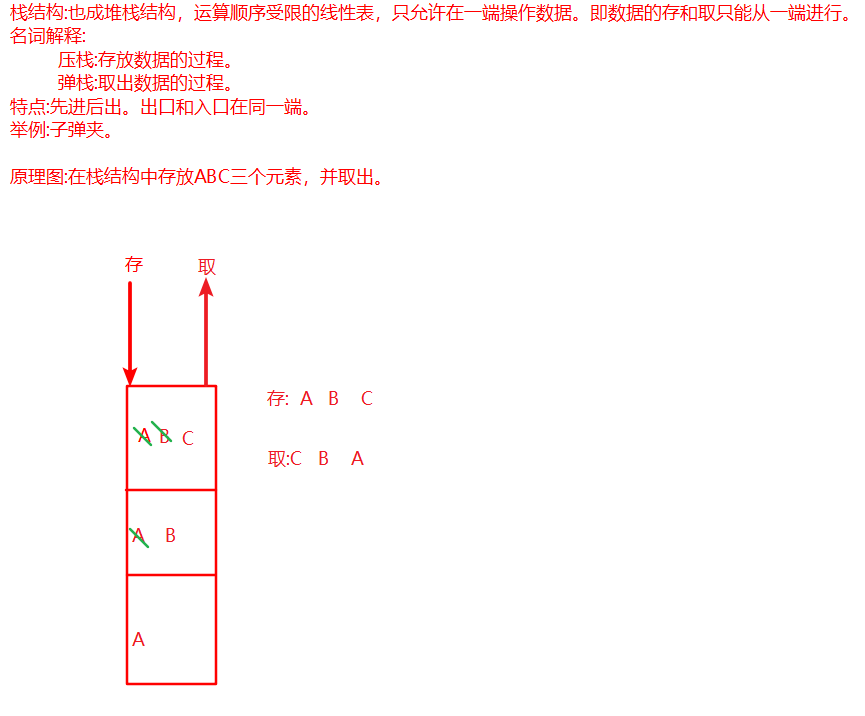 栈结构:也成堆栈结构，运算顺序受限的线性表，只允许在一端操作数据。即数据的存和取只能从一端进行。
名词解释:
压栈:存放数据的过程。
弹栈:取出数据的过程。
特点:先进后出。出口和入口在同一端。
举例:子弹夹。
原理图:在栈结构中存放ABC三个元素，并取出。
存 取
存: A B C
A B C
取:C B A
A B
A